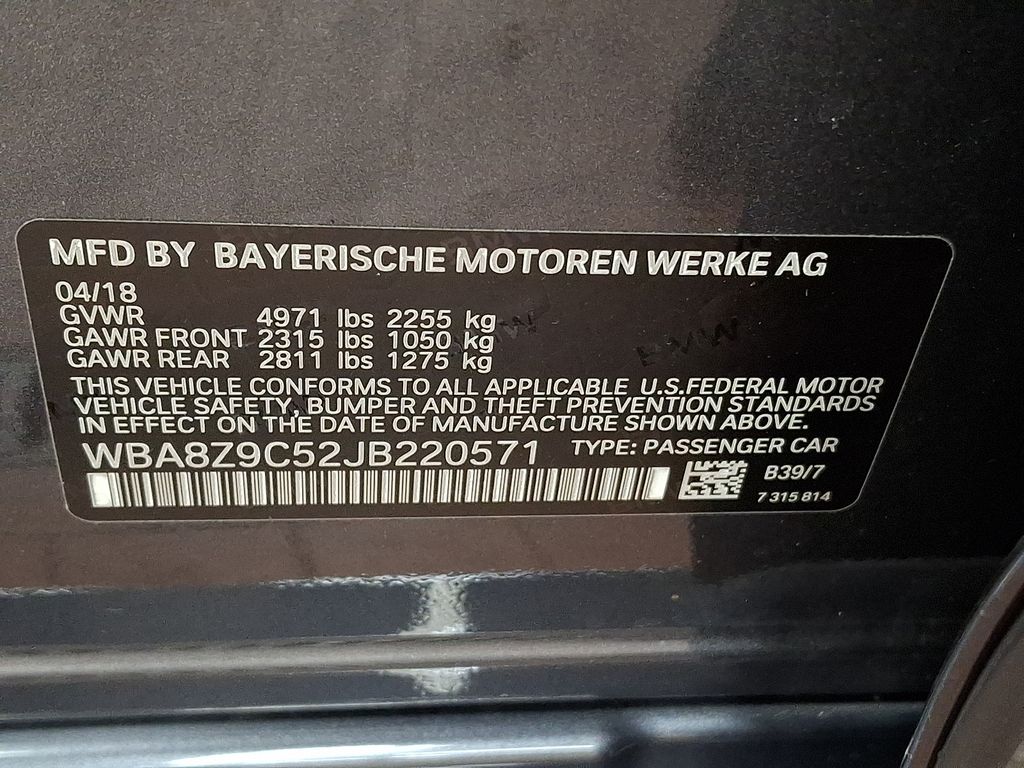 MFD BY BAYERISCHE MOTOREN WERKE AG
04/18
GVWR 4971 lbs 2255 kg
GAWR FRONT 2315 lbs 1050 kg
GAWR REAR 2811 lbs 1275 kg
THIS VEHICLE CONFORMS TO ALL APPLICABLE U.S.FEDERAL MOTOR
VEHICLE SAFETY, BUMPER AND THEFT PREVENTION STANDARDS
IN EFFECT ON THE DATE OF MANUFACTURE SHOWN ABOVE.
WBA8Z9C52JB220571 TYPE: PASSENGER CAR
B39/7
7 315 814
BMW
BMW